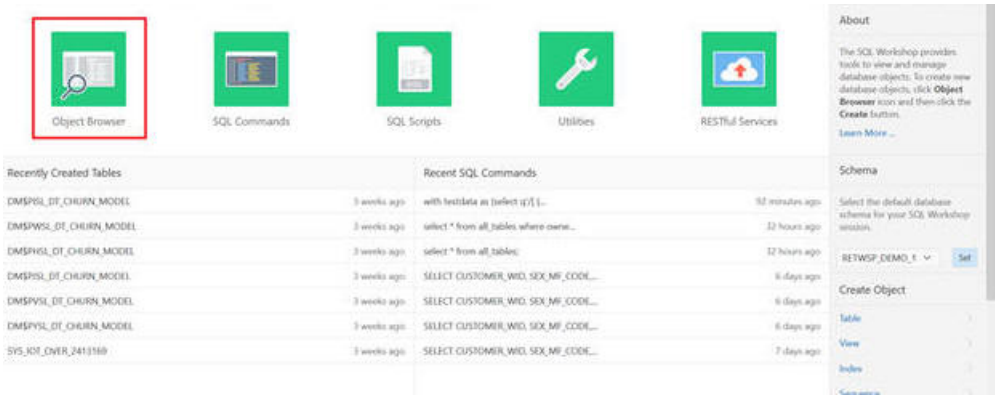 Object Browser
SQL Commands
SQL Scripts
Utilities
RESTful Services
About
The SQL Workshop provides
tools to view and manage
database objects. To create new
database objects, click Object
Browser icon and then click the
Create button.
Learn More ...
Recently Created Tables
DM$PISL_DT_CHURN_MODEL 3 weeks ago
DM$PWSL_DT_CHURN_MODEL 3 weeks ago
DM$PHSL_DT_CHURN_MODEL 3 weeks ago
3 weeks ago
DM$PVSL_DT_CHURN_MODEL 3 weeks ago
DM$PYSL_DT_CHURN_MODEL 3 weeks ago
SYS_IOT_OVER_2413169 3 weeks ago
Recent SQL Commands
with testdata as (select 92 minutes ago
select * from all_tables where owne... 32 hours ago
select * from all_tables; 32 hours ago
SELECT CUSTOMER_WID, SEX_MF_CODE,... 6 days ago
SELECT CUSTOMER_WID, SEX_MF_CODE,... 6 days ago
SELECT CUSTOMER_WID, SEX_MF_CODE,... 6 days ago
SELECT CUSTOMER_WID, SEX_MF_CODE,... 7 days ago
Schema
Select the default database
schema for your SQL Workshop
session.
Set
Create Object
Table
View
Index
Sequence